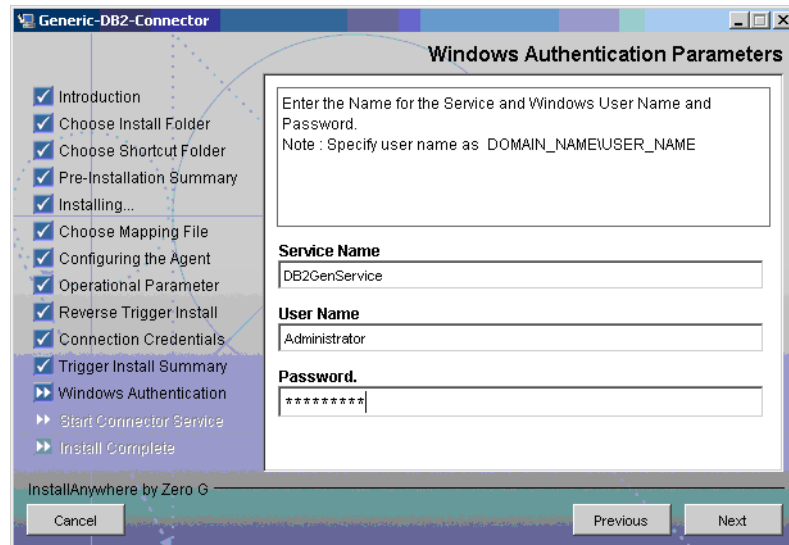 Generic-DB2-Connector
Windows Authentication Parameters
Introduction
Choose Install Folder
Choose Shortcut Folder
Pre-Installation Summary
Installing...
Choose Mapping File
Configuring the Agent
Operational Parameter
Reverse Trigger Install
Connection Credentials
Trigger Install Summary
Windows Authentication
Start Connector Service
Install Complete
Enter the Name for the Service and Windows User Name and
Password.
Note : Specify user name as DOMAIN_NAME\USER_NAME
Service Name
DB2GenService
User Name
Administrator
Password.
*********
InstallAnywhere by Zero G
Cancel
Previous
Next